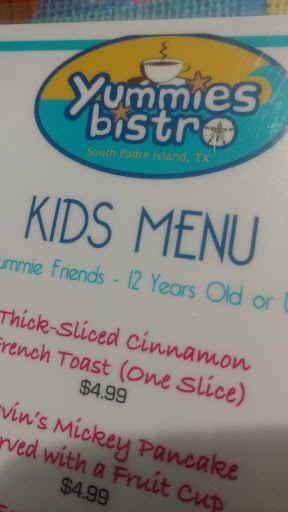 Yummies
bistro
South Padre Island, TX
KIDS MENU
Friends - 12 Years Old or
Thick-Sliced Cinnamon
French Toast (One Slice)
$4.99
Mickey Pancake
with a Fruit Cup
$4.99